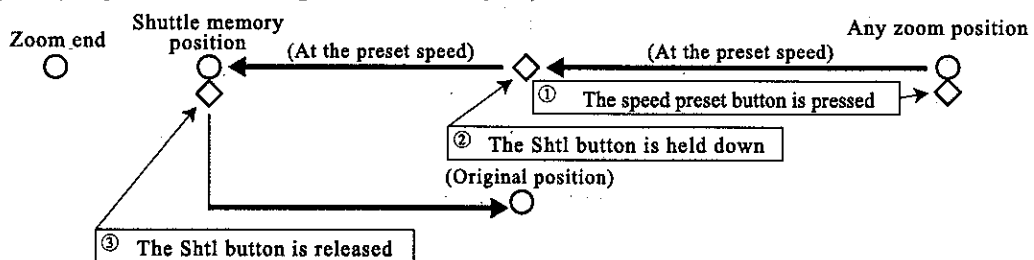 Zoom end
Shuttle memory
position
(At the preset speed)
(At the preset speed)
Any zoom position
① The speed preset button is pressed
② The Shtl button is held down
(Original position)
③ The Shtl button is released